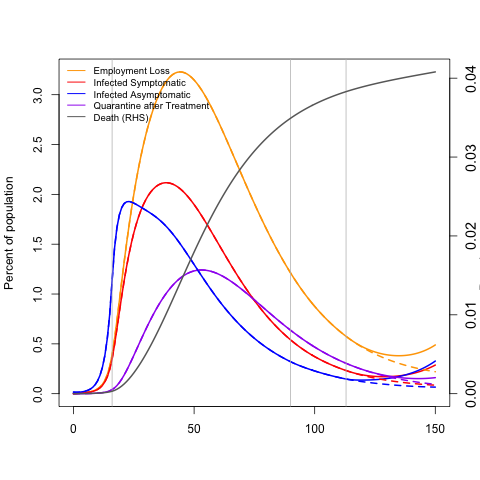 Employment Loss
Infected Symptomatic
Infected Asymptomatic
Quarantine after Treatment
Death (RHS)
Percent of population
0.0
0.5
1.0
1.5
2.0
2.5
3.0
0.00
0.01
0.02
0.03
0.04
0
50
100
150